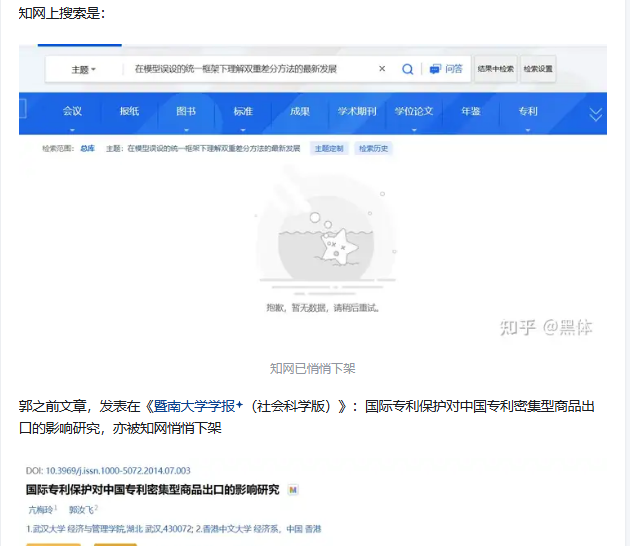 知网上搜索是：
主题
在模型误设的统一框架下理解双重差分方法的最新发展
×
问答
结果中检索
检索设置
会议 报纸 图书 标准 成果 学术期刊 学位论文 年鉴 专利
检索范围：总库 主题：在模型误设的统一框架下理解双重差分方法的最新发展 主题定制 检索历史
抱歉，暂无数据，请稍后重试。
知乎 @黑体
知网已悄悄下架
郭之前文章，发表在《暨南大学学报（社会科学版）》：国际专利保护对中国专利密集型商品出
口的影响研究，亦被知网悄悄下架
DOI: 10.3969/j.issn.1000-5072.2014.07.003
国际专利保护对中国专利密集型商品出口的影响研究 M
亢梅玲1 郭汝飞2
1.武汉大学 经济与管理学院,湖北 武汉,430072; 2.香港中文大学 经济系，中国 香港